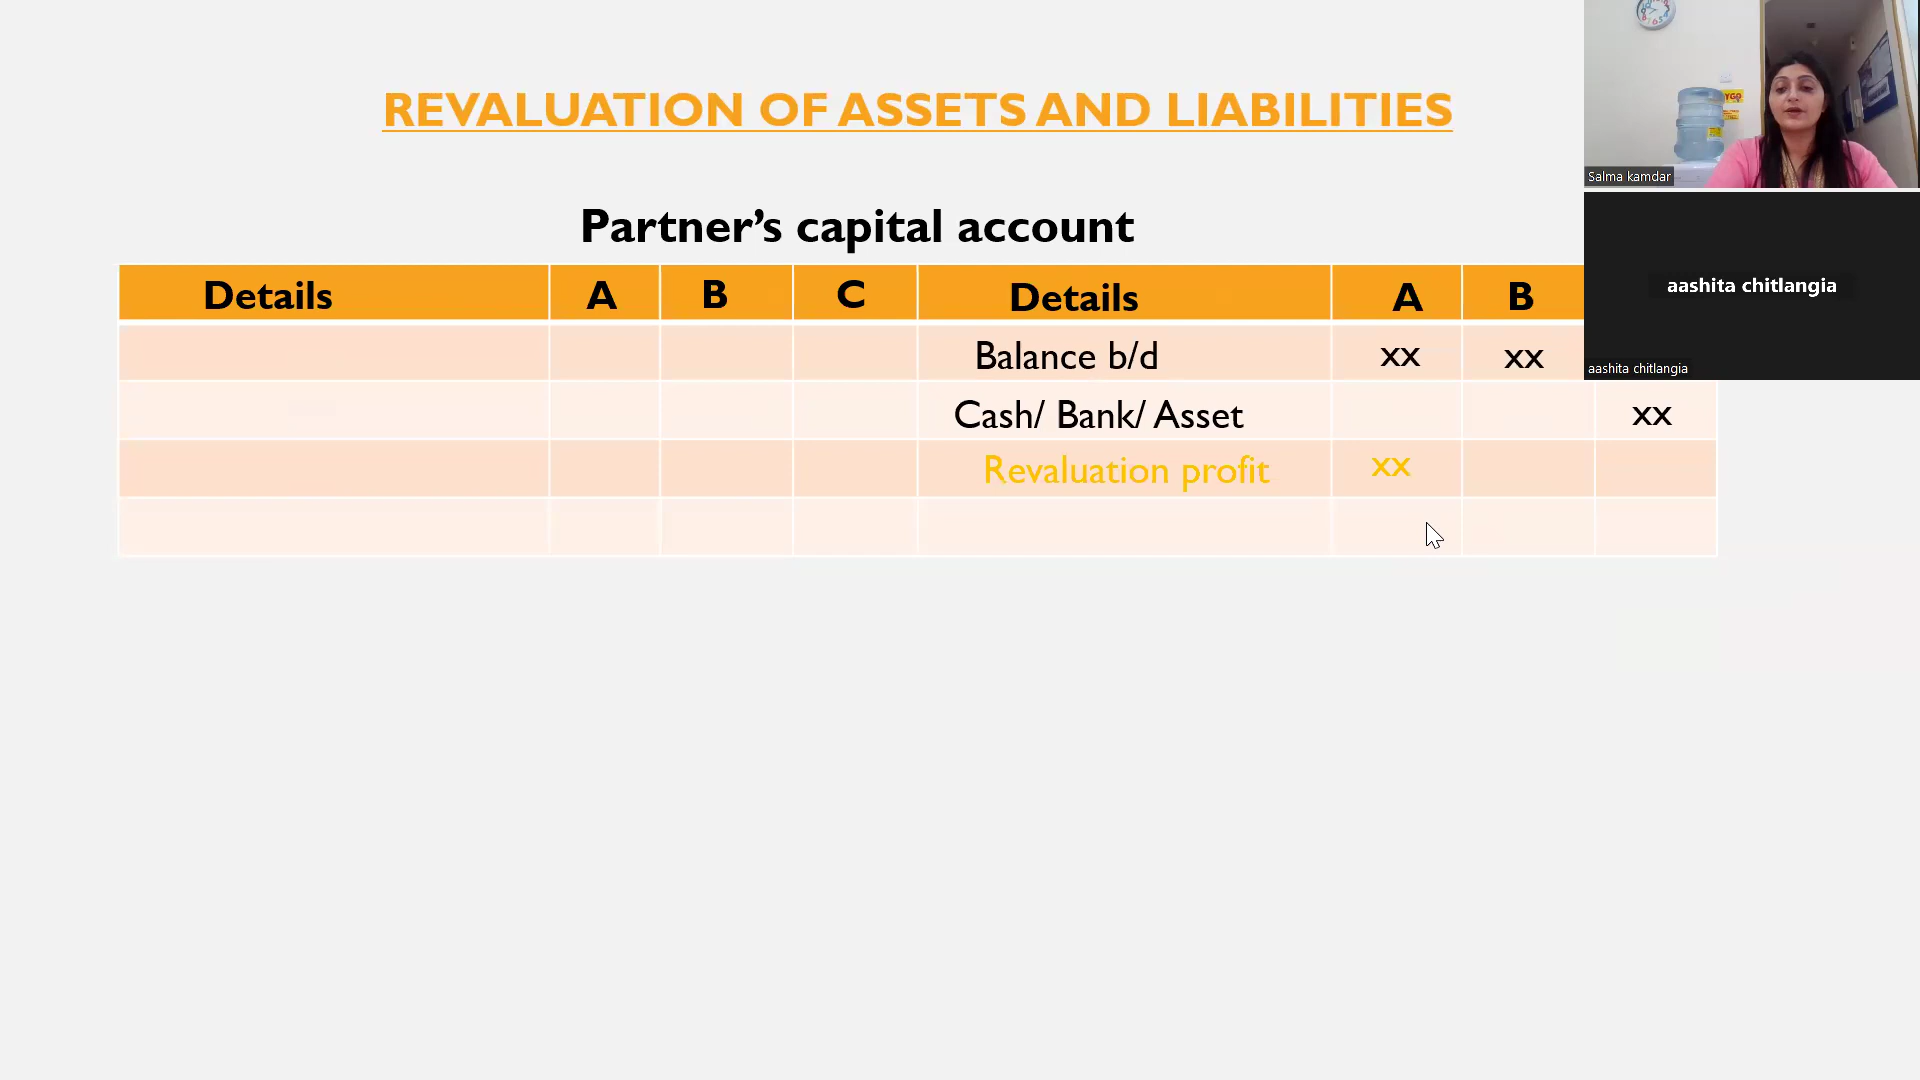 REVALUATION OF ASSETS AND LIABILITIES
Partner's capital account
Details A B C Details A B
Balance b/d xx xx
Cash/ Bank/ Asset xx
Revaluation profit xx
Salma kamdar
aashita chitlangia
aashita chitlangia